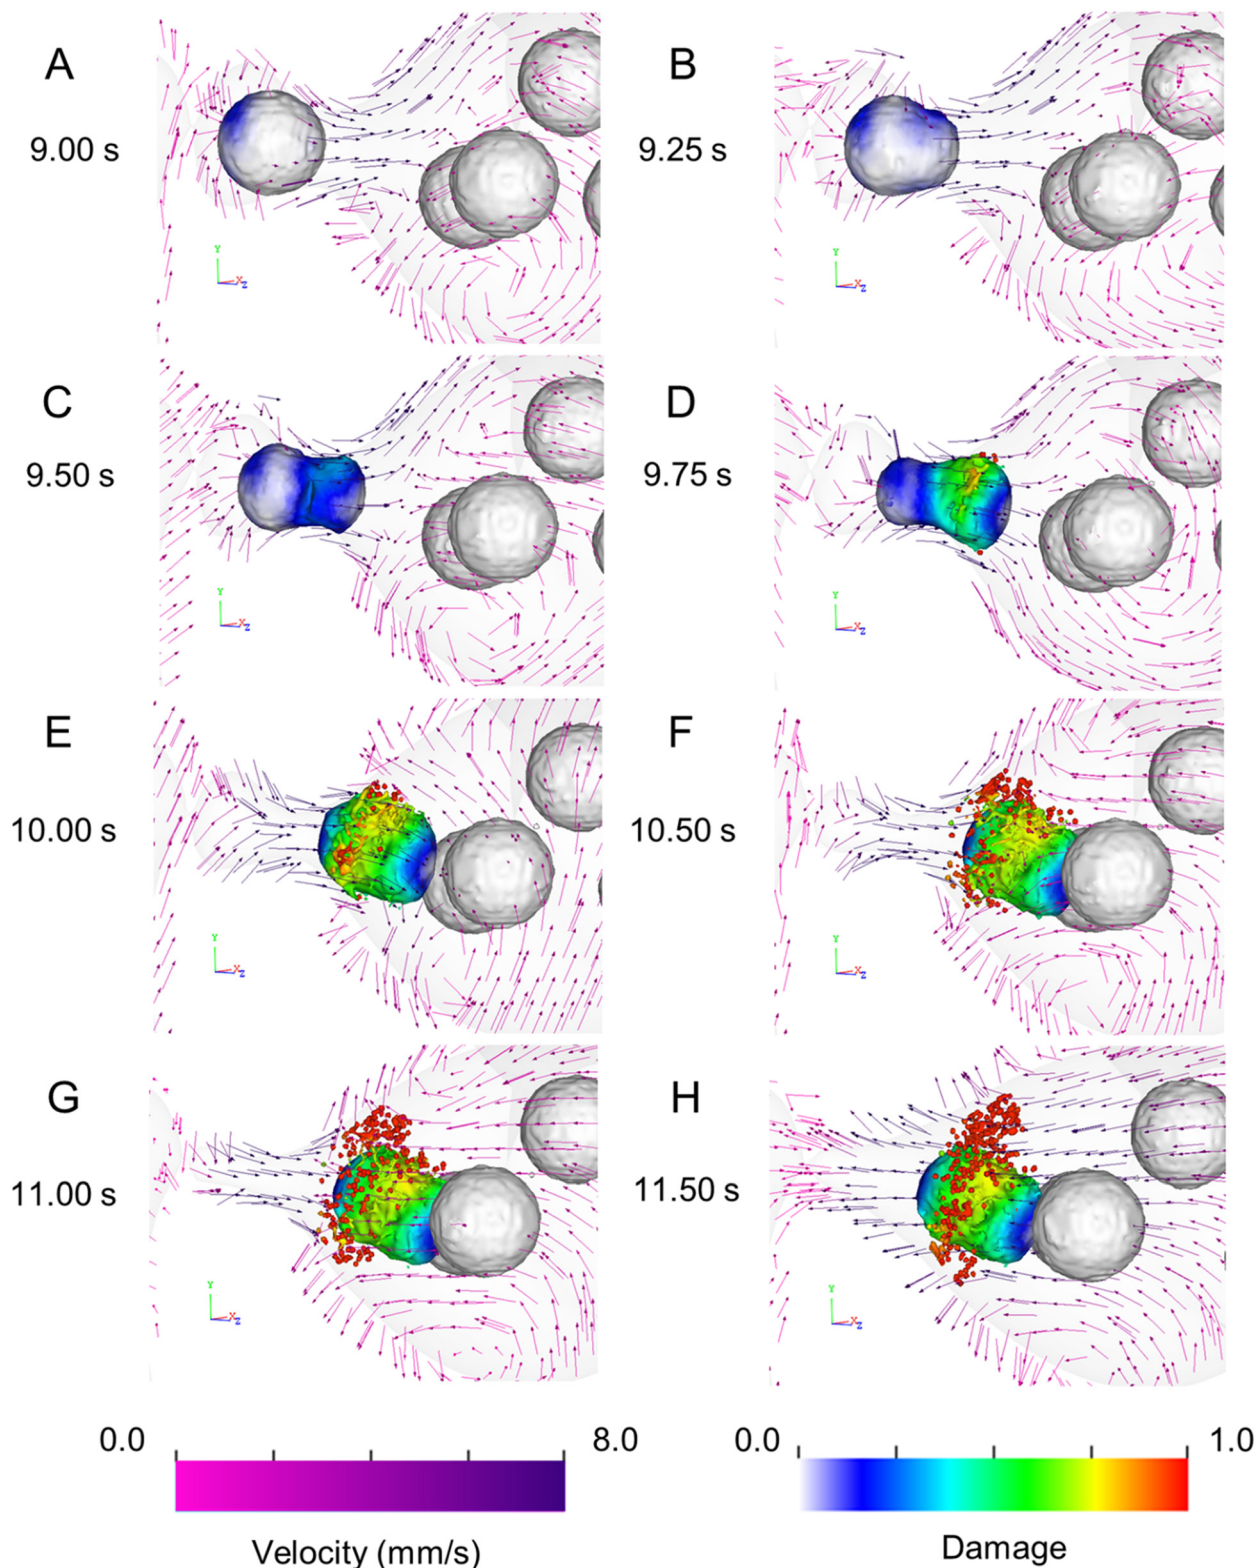 A
9.00 s
Y
X
Z
B
9.25 s
Y
X
Z
C
9.50 s
Y
X
Z
D
9.75 s
Y
X
Z
E
10.00 s
Y
X
Z
F
10.50 s
Y
X
Z
G
11.00 s
Y
X
Z
H
11.50 s
Y
X
Z
0.0 8.0
Velocity (mm/s)
0.0 1.0
Damage